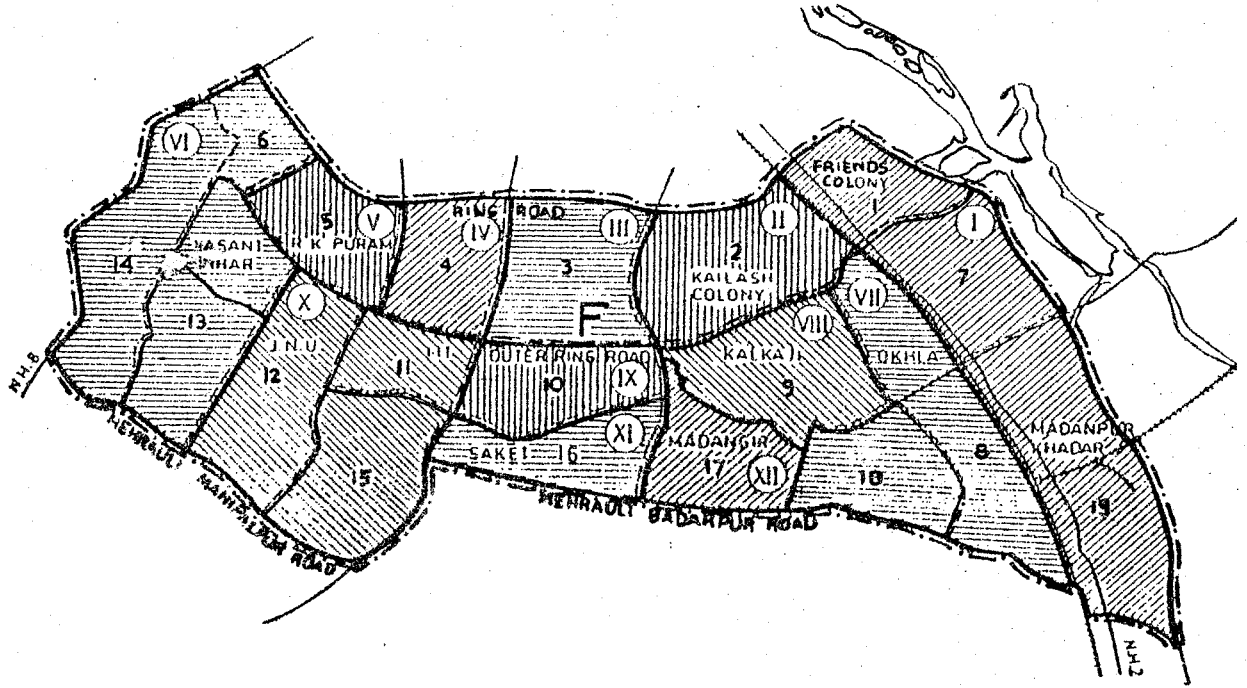 VI
6
FRIENDS
COLONY
1
I
5
V
R K PURAM
RING ROAD
IV
4
III
3
II
2
KAILASH
COLONY
7
14
VASANT
VIHAR
13
X
J.N.U
12
11
F
OUTER RING ROAD
10
IX
VIII
KALKAJI
9
VII
OKHLA
N.H.8
MEHRAULI
MAHIPALPUR ROAD
15
XI
SAKET 16
MADANGIR
17
XII
18
8
MADANPUR
KHADAR
19
MEHRAULI BADARPUR ROAD
N.H.2